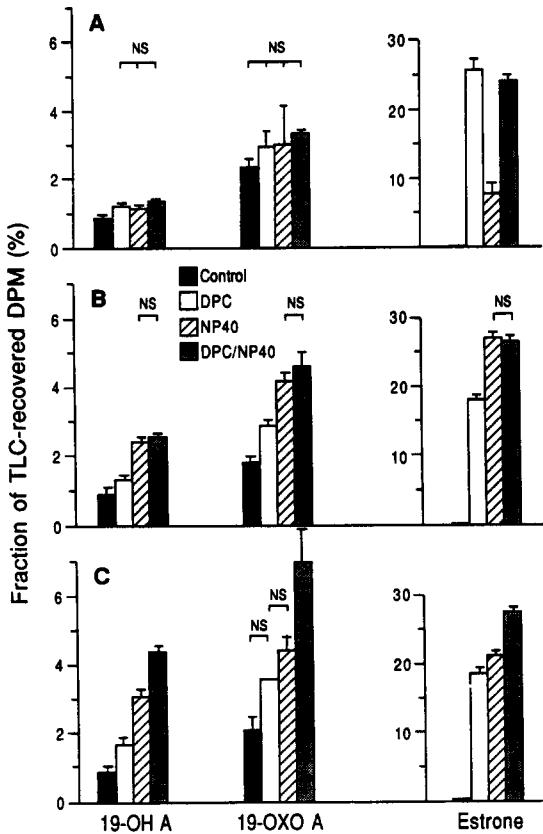 Fraction of TLC-recovered DPM (%)
A
6
4
2
0
NS
NS
30
20
10
B
6
4
2
0
Control
DPC
NP40
DPC/NP40
NS
NS
NS
30
20
10
0
C
6
4
2
0
NS
NS
30
20
10
19-OH A
19-OXO A
Estrone